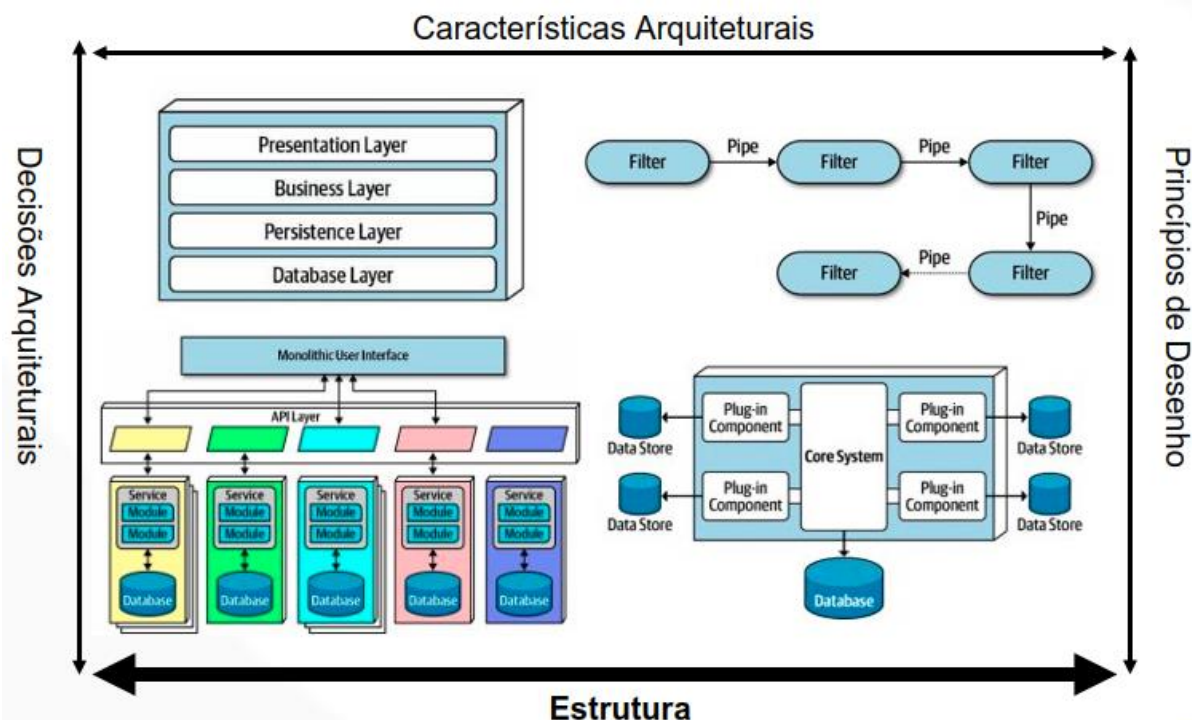 Características Arquiteturais
Decisões Arquiteturais
Princípios de Desenho
Presentation Layer
Business Layer
Persistence Layer
Database Layer
Filter
Pipe
Filter
Pipe
Filter
Pipe
Filter
Pipe
Filter
Monolithic User Interface
API Layer
Service
Module
Module
Database
Service
Module
Module
Database
Service
Module
Module
Database
Service
Module
Module
Database
Service
Module
Module
Database
Plug-in
Component
Data Store
Plug-in
Component
Data Store
Core System
Plug-in
Component
Data Store
Plug-in
Component
Data Store
Database
Estrutura